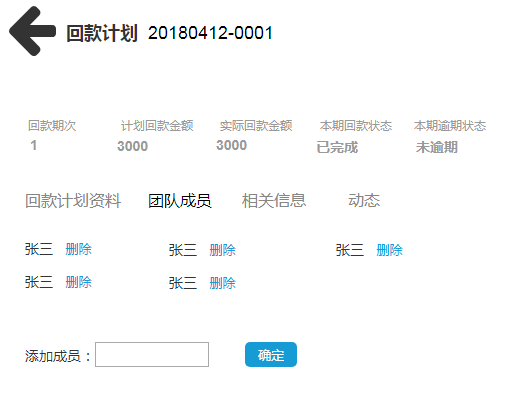 回款计划 20180412-0001
回款期次 计划回款金额 实际回款金额 本期回款状态 本期逾期状态
1 3000 3000 已完成 未逾期
回款计划资料 团队成员 相关信息 动态
张三 删除 张三 删除 张三 删除
张三 删除 张三 删除
添加成员： 确定